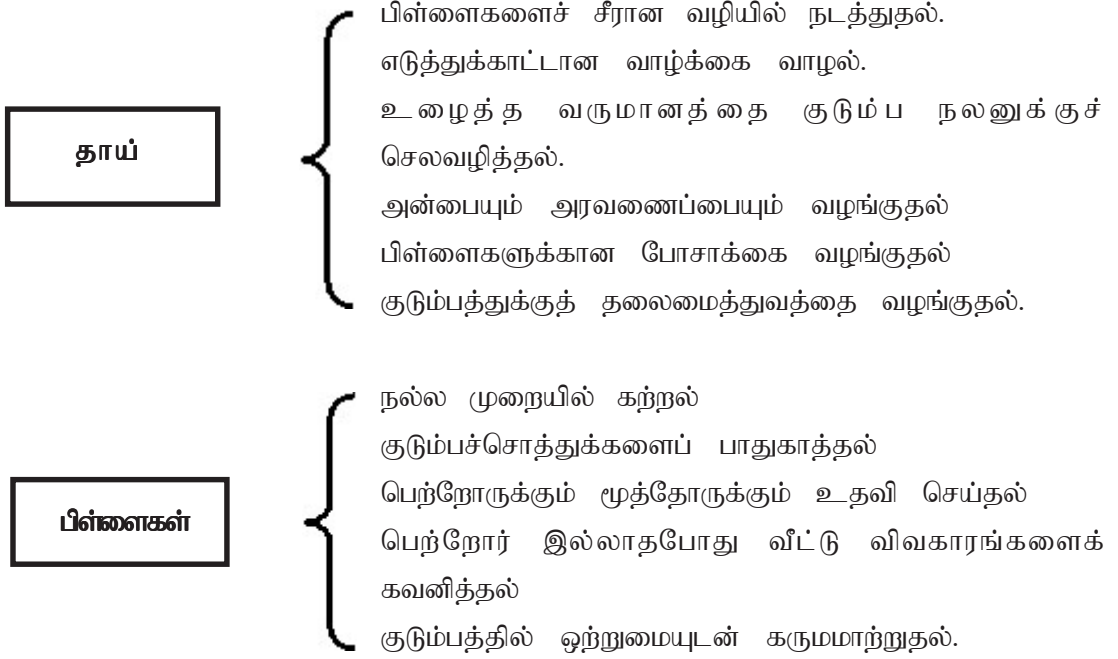 பிள்ளைகளைச் சீரான வழியில் நடத்துதல்.
எடுத்துக்காட்டான வாழ்க்கை வாழல்.
உழைத்த வருமானத்தை குடும்ப நலனுக்குச்
தாய்
செலவழித்தல்.
அன்பையும் அரவணைப்பையும் வழங்குதல்
பிள்ளைகளுக்கான போசாக்கை வழங்குதல்
குடும்பத்துக்குத் தலைமைத்துவத்தை வழங்குதல்.
நல்ல முறையில் கற்றல்
குடும்பச்சொத்துக்களைப் பாதுகாத்தல்
பெற்றோருக்கும் மூத்தோருக்கும் உதவி செய்தல்
பிள்ளைகள்
பெற்றோர் இல்லாதபோது வீட்டு விவகாரங்களைக்
கவனித்தல்
குடும்பத்தில் ஒற்றுமையுடன் கருமமாற்றுதல்.